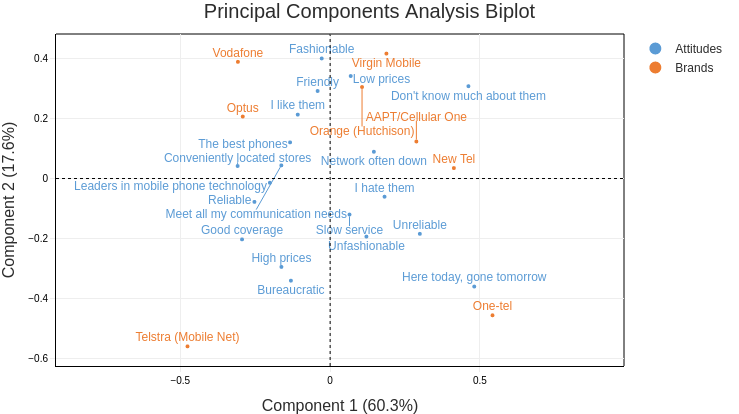 Principal Components Analysis Biplot
Attitudes
Brands
Component 2 (17.6%)
0.4
0.2
0
−0.2
−0.4
−0.6
Vodafone
Fashionable
Virgin Mobile
Low prices
Friendly
Don't know much about them
Optus
I like them
AAPT/Cellular One
Orange (Hutchison)
The best phones
Conveniently located stores
Network often down
New Tel
Leaders in mobile phone technology
I hate them
Reliable
Meet all my communication needs
Good coverage
Slow service
Unreliable
Unfashionable
High prices
Here today, gone tomorrow
Bureaucratic
One-tel
Telstra (Mobile Net)
−0.5
0
0.5
Component 1 (60.3%)